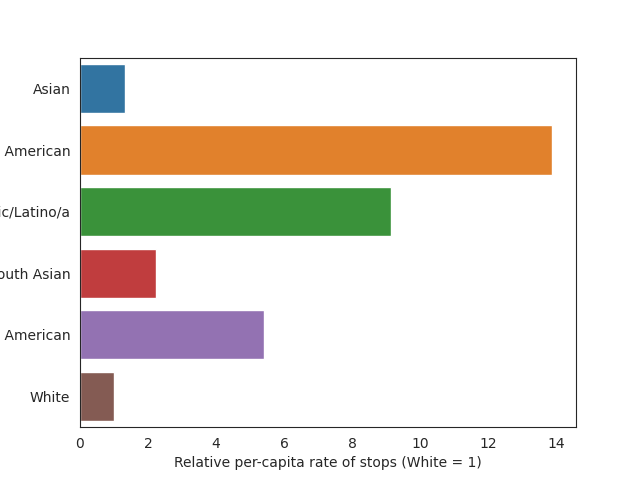 Asian
American
ic/Latino/a
outh Asian
American
White
0 2 4 6 8 10 12 14
Relative per-capita rate of stops (White = 1)